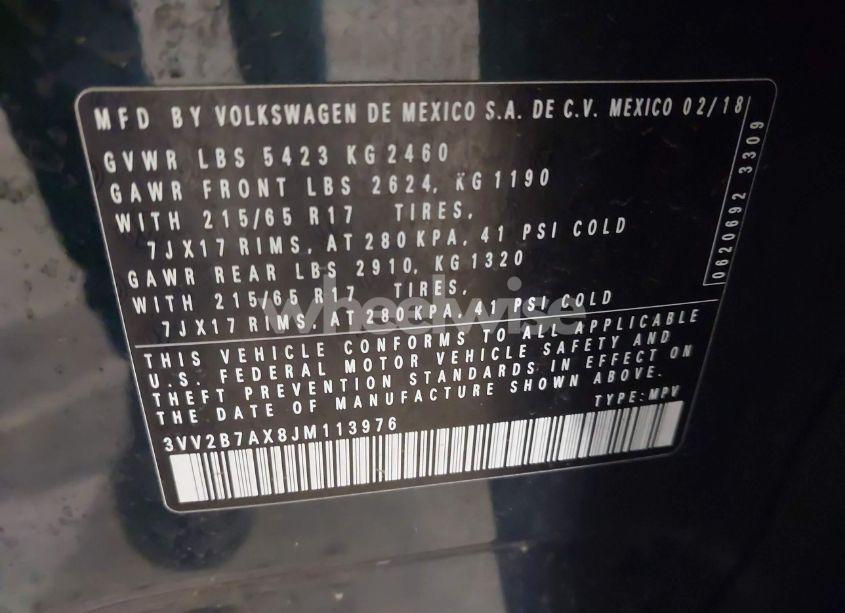 MFD BY VOLKSWAGEN DE MEXICO S.A. DE C.V. MEXICO 02/18
GVWR LBS 5423 KG 2460
GAWR FRONT LBS 2624, KG 1190
WITH 215/65 R17 TIRES,
7JX17 RIMS, AT 280 KPA, 41 PSI COLD
GAWR REAR LBS 2910, KG 1320
WITH 215/65 R17 TIRES,
7JX17 RIMS, AT 280 KPA, 41 PSI COLD
0620692 3309
wheelwise
THIS VEHICLE CONFORMS TO ALL APPLICABLE
U.S. FEDERAL MOTOR VEHICLE SAFETY AND
THEFT PREVENTION STANDARDS IN EFFECT ON
THE DATE OF MANUFACTURE SHOWN ABOVE.
TYPE: MPV
3VV2B7AX8JM113976